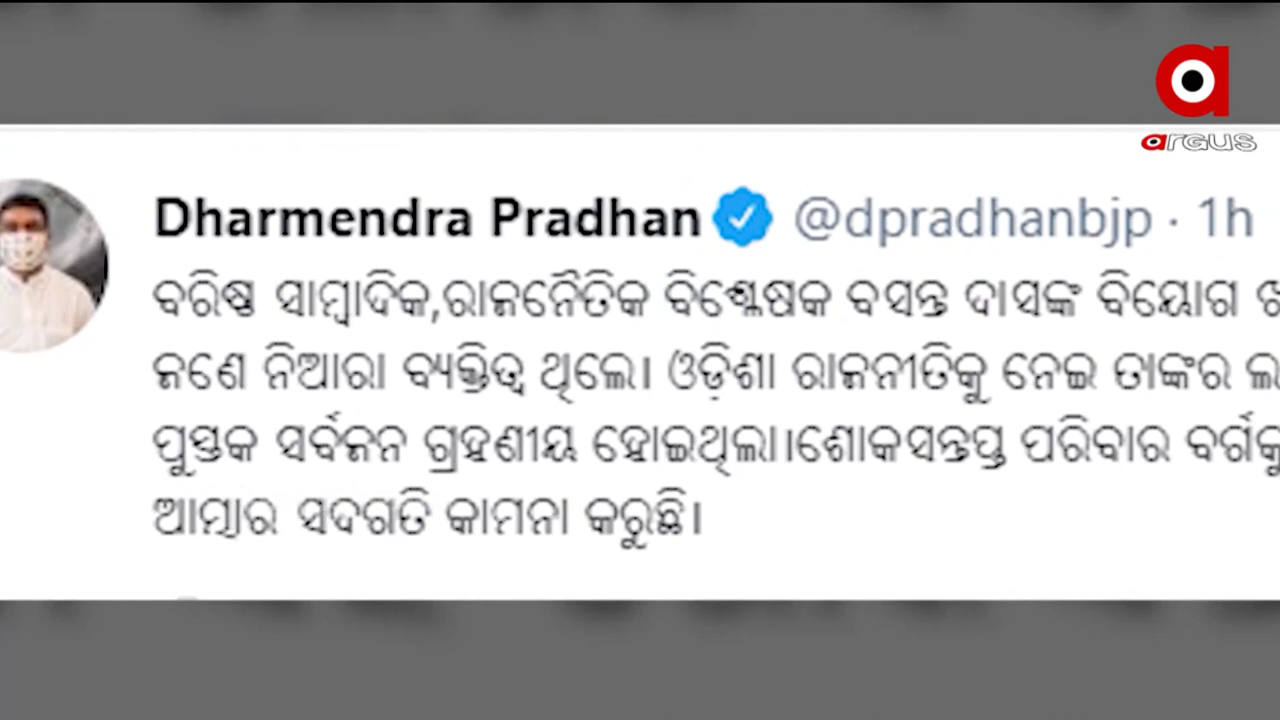 argus
Dharmendra Pradhan @dpradhanbjp · 1h
ବରିଷ୍ଠ ସାମ୍ବାଦିକ,ରାଜନୈତିକ ବିଶ୍ଳେଷକ ବସନ୍ତ ଦାସଙ୍କ ବିୟୋଗ
ଜଣେ ନିଆରା ବ୍ୟକ୍ତିତ୍ୱ ଥିଲେ। ଓଡ଼ିଶା ରାଜନୀତିକୁ ନେଇ ତାଙ୍କର
ପୁସ୍ତକ ସର୍ବଜନ ଗ୍ରହଣୀୟ ହୋଇଥିଲା।ଶୋକସନ୍ତପ୍ତ ପରିବାର ବର୍ଗକୁ
ଆତ୍ମାର ସଦଗତି କାମନା କରୁଛି।